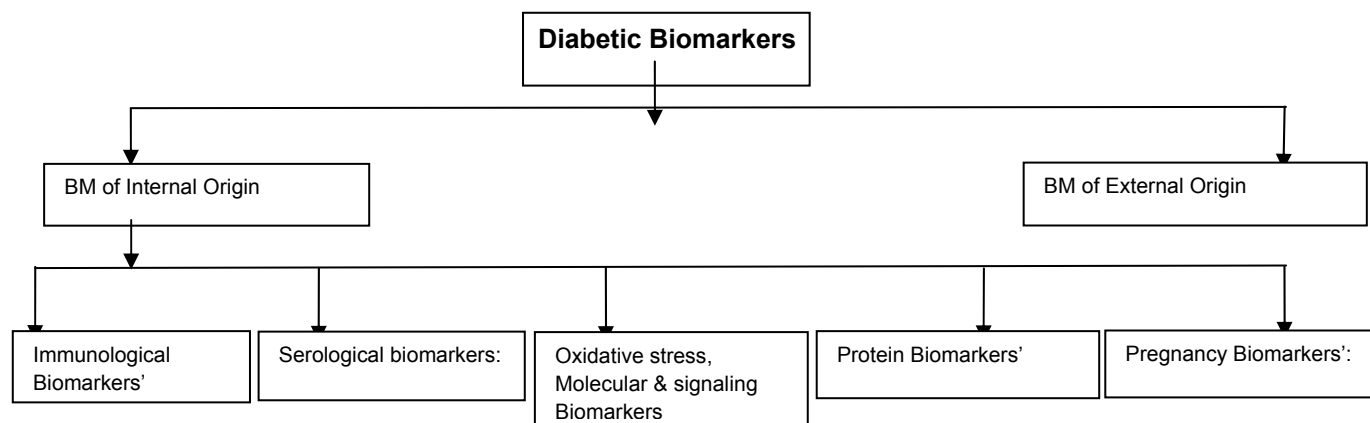 Diabetic Biomarkers
BM of Internal Origin
BM of External Origin
Immunological
Biomarkers’
Serological biomarkers:
Oxidative stress,
Molecular & signaling
Biomarkers
Protein Biomarkers’
Pregnancy Biomarkers’: